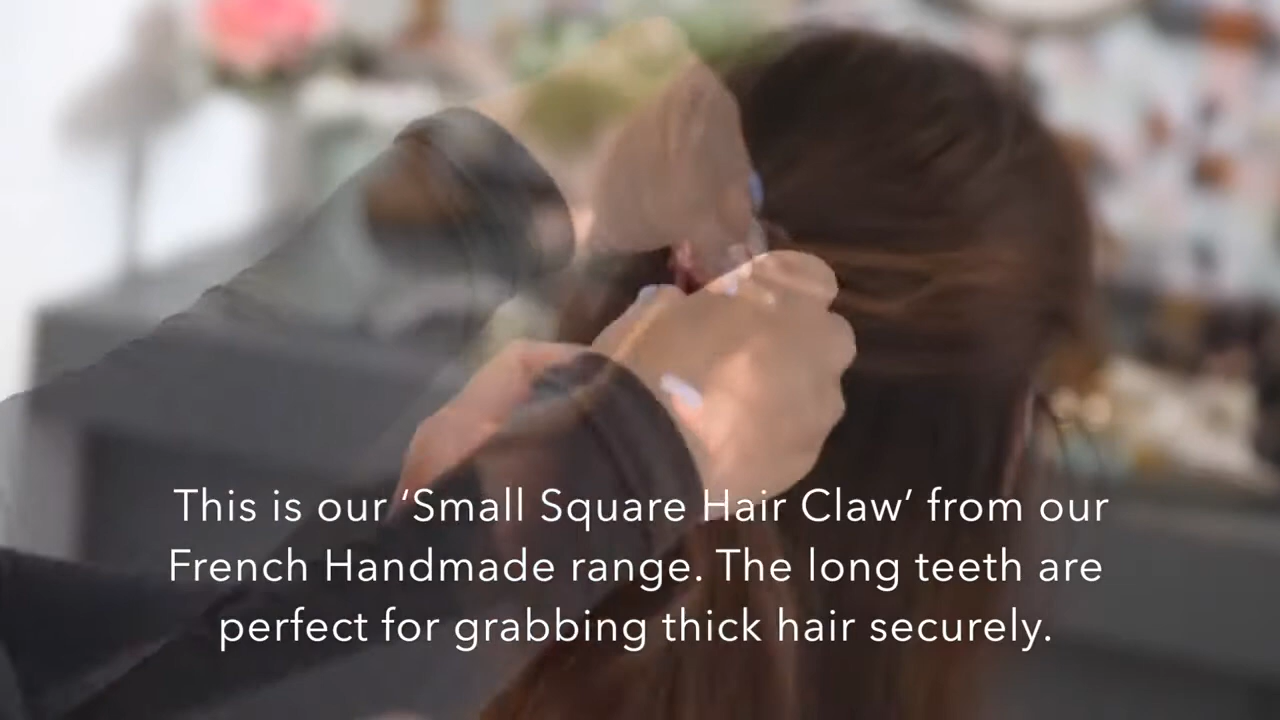 This is our ‘Small Square Hair Claw’ from our
French Handmade range. The long teeth are
perfect for grabbing thick hair securely.